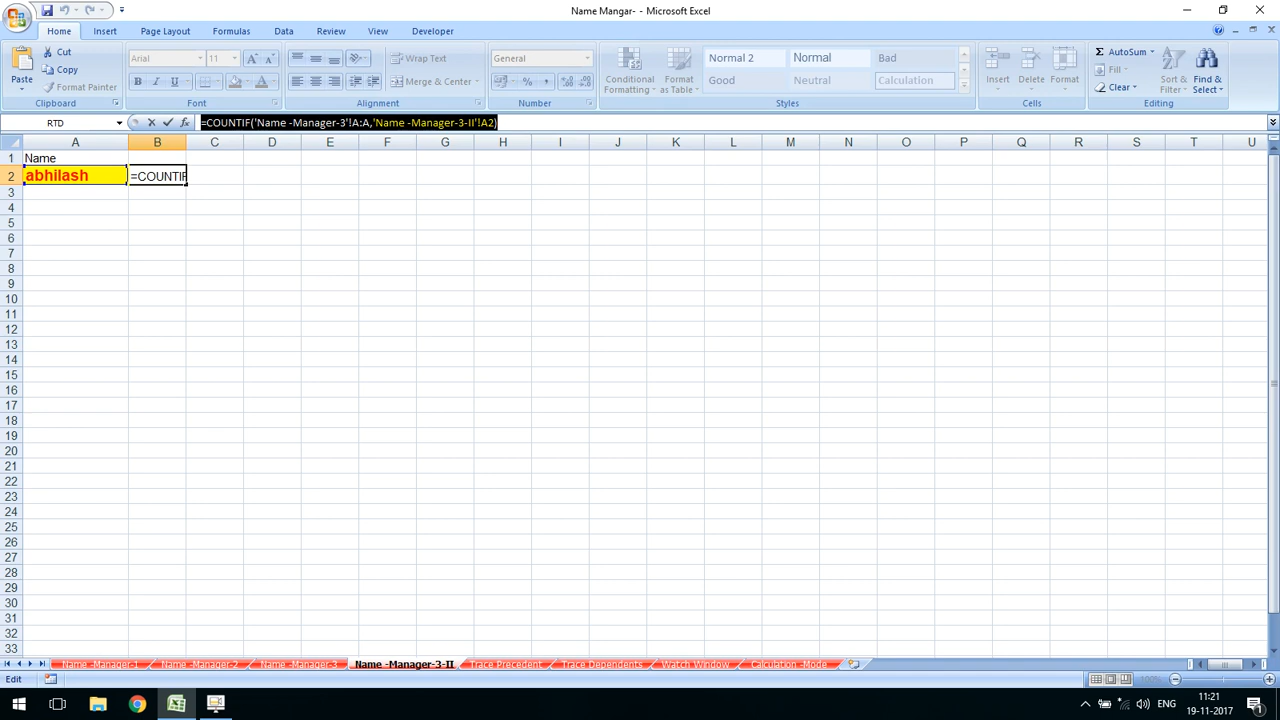 Name Mangar- - Microsoft Excel
Home Insert Page Layout Formulas Data Review View Developer
Cut
Copy
Format Painter
Paste
Clipboard
Arial 11
B I U A
Font
Wrap Text
Merge & Center
Alignment
General
%
Number
Conditional Formatting
Format as Table
Normal 2 Normal Bad
Good Neutral Calculation
Styles
Insert Delete Format
Cells
AutoSum
Fill
Clear
Sort & Filter
Find & Select
Editing
RTD fx =COUNTIF('Name -Manager-3'!A:A,'Name -Manager-3-II'!A2)
A B C D E F G H I J K L M N O P Q R S T U
1 Name
2 abhilash =COUNTIF
3
4
5
6
7
8
9
10
11
12
13
14
15
16
17
18
19
20
21
22
23
24
25
26
27
28
29
30
31
32
33
Name -Manager-1 Name -Manager-2 Name -Manager-3 Name -Manager-3-II Trace Precedent Trace Dependents Watch Window Calculation -Mode
Edit 100%
ENG 11:21
19-11-2017